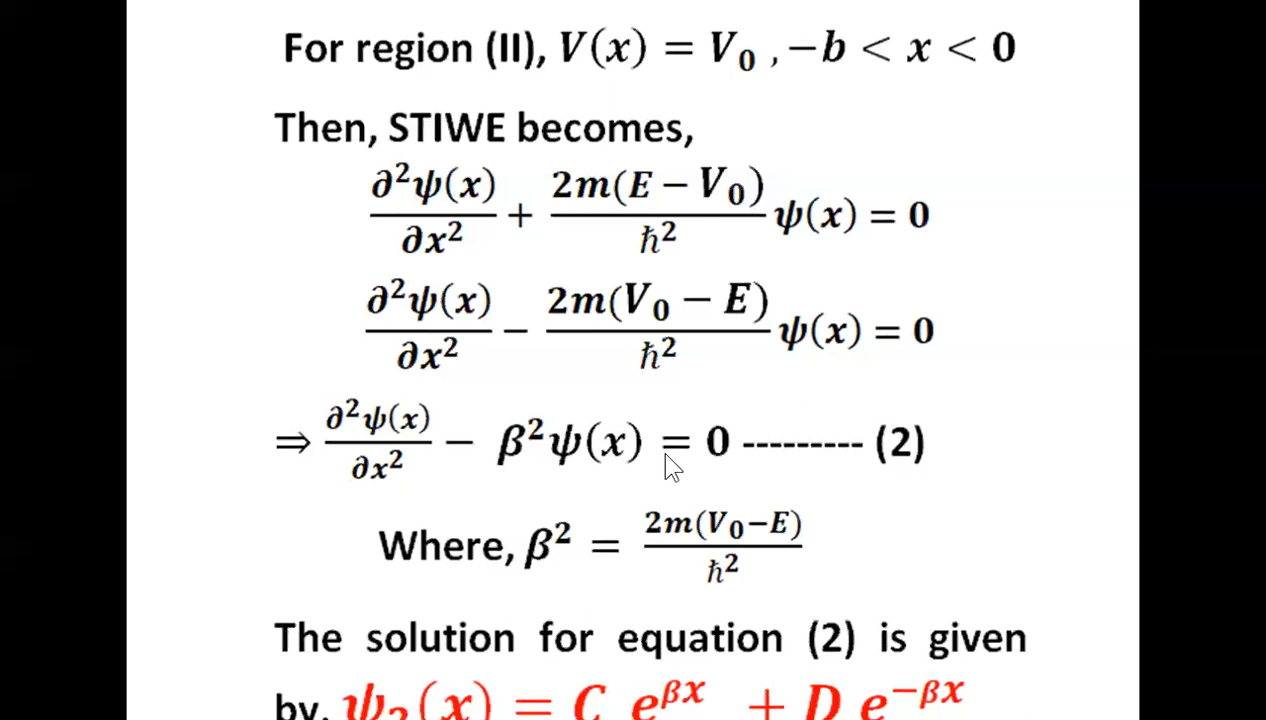 For region (II), V(x) = V₀ , −b < x < 0
Then, STIWE becomes,
∂²ψ(x)/∂x² + 2m(E − V₀)/ℏ² ψ(x) = 0
∂²ψ(x)/∂x² − 2m(V₀ − E)/ℏ² ψ(x) = 0
⇒ ∂²ψ(x)/∂x² − β²ψ(x) = 0 --------- (2)
Where, β² = 2m(V₀−E)/ℏ²
The solution for equation (2) is given
by, ψ₂(x) = C e^{βx} + D e^{−βx}